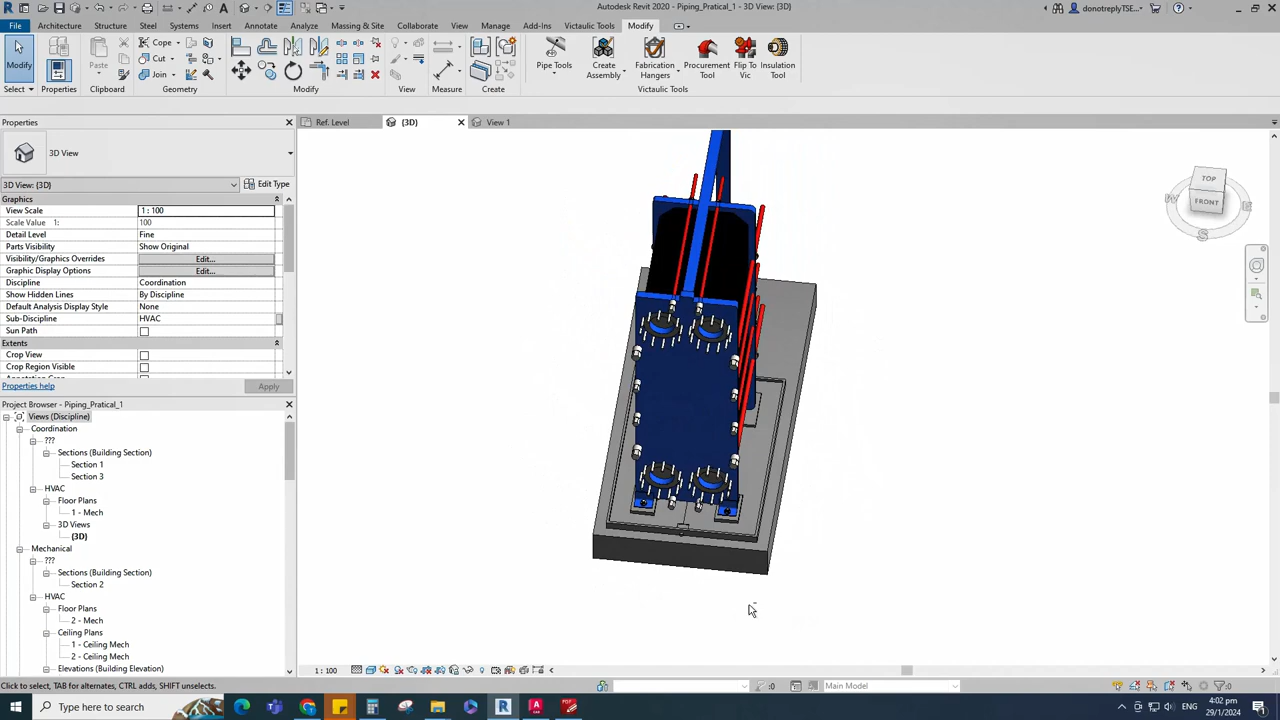 Autodesk Revit 2020 - Piping_Pratical_1 - 3D View: {3D}
donotreplyTSE...
File Architecture Structure Steel Systems Insert Annotate Analyze Massing & Site Collaborate View Manage Add-Ins Victaulic Tools Modify
Modify
Select
Properties
Properties
Paste
Clipboard
Cope
Cut
Join
Geometry
Modify
View
Measure
Create
Pipe Tools
Create Assembly
Fabrication Hangers
Procurement Tool
Flip To Vic
Insulation Tool
Victaulic Tools
Properties
3D View
3D View: {3D}
Edit Type
Graphics
View Scale 1 : 100
Scale Value 1: 100
Detail Level Fine
Parts Visibility Show Original
Visibility/Graphics Overrides Edit...
Graphic Display Options Edit...
Discipline Coordination
Show Hidden Lines By Discipline
Default Analysis Display Style None
Sub-Discipline HVAC
Sun Path
Extents
Crop View
Crop Region Visible
Properties help
Apply
Project Browser - Piping_Pratical_1
Views (Discipline)
Coordination
???
Sections (Building Section)
Section 1
Section 3
HVAC
Floor Plans
1 - Mech
3D Views
{3D}
Mechanical
???
Sections (Building Section)
Section 2
HVAC
Floor Plans
2 - Mech
Ceiling Plans
1 - Ceiling Mech
2 - Ceiling Mech
Elevations (Building Elevation)
Ref. Level
{3D}
View 1
TOP
FRONT
W
E
S
1 : 100
Click to select, TAB for alternates, CTRL adds, SHIFT unselects.
:0
Main Model
:0
Type here to search
4:02 PM
29/1/2024